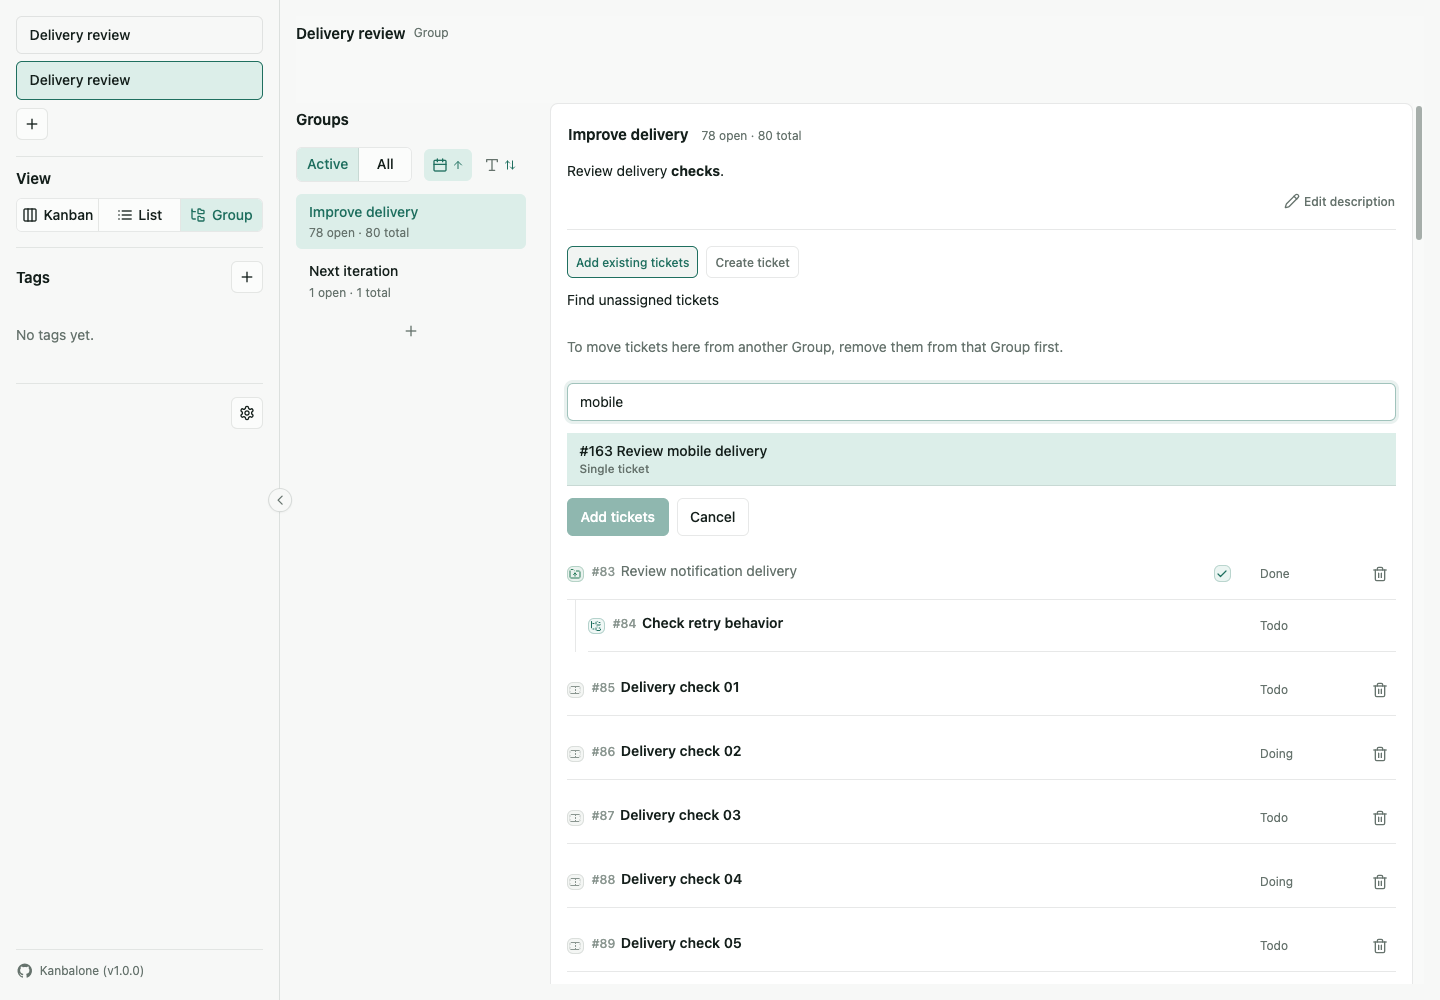 Delivery review
Delivery review
View
Kanban
List
Group
Tags
No tags yet.
Kanbalone (v1.0.0)
Delivery review Group
Groups
Active
All
Improve delivery
78 open · 80 total
Next iteration
1 open · 1 total
Improve delivery 78 open · 80 total
Review delivery checks.
Edit description
Add existing tickets
Create ticket
Find unassigned tickets
To move tickets here from another Group, remove them from that Group first.
mobile
#163 Review mobile delivery
Single ticket
Add tickets
Cancel
#83 Review notification delivery Done
#84 Check retry behavior Todo
#85 Delivery check 01 Todo
#86 Delivery check 02 Doing
#87 Delivery check 03 Todo
#88 Delivery check 04 Doing
#89 Delivery check 05 Todo